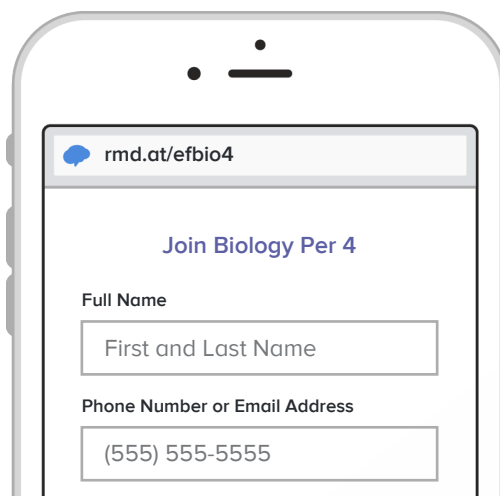 rmd.at/efbio4
Join Biology Per 4
Full Name
First and Last Name
Phone Number or Email Address
(555) 555-5555